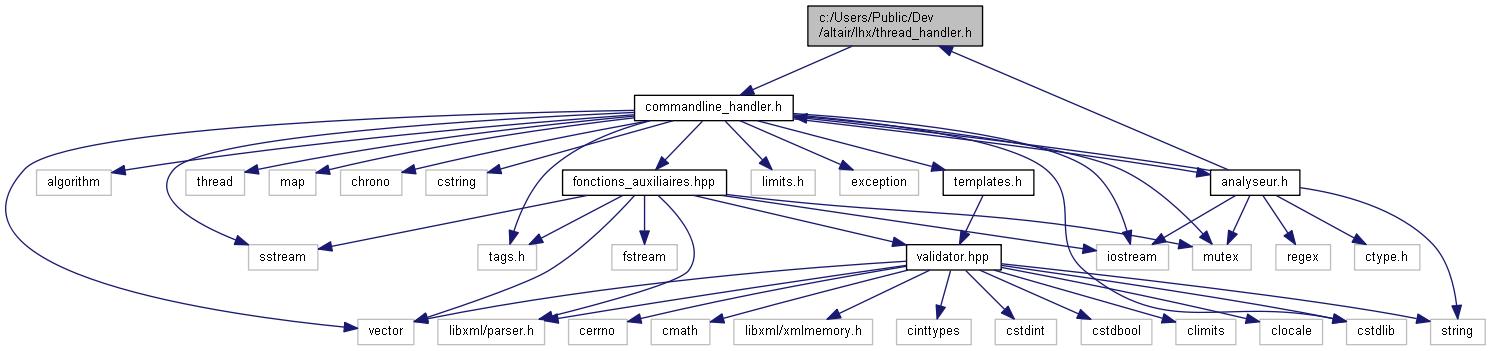 c:/Users/Public/Dev
/altair/lhx/thread_handler.h
commandline_handler.h
algorithm
thread
map
chrono
cstring
fonctions_auxiliaires.hpp
limits.h
exception
templates.h
analyseur.h
sstream
tags.h
fstream
validator.hpp
iostream
mutex
regex
ctype.h
vector
libxml/parser.h
cerrno
cmath
libxml/xmlmemory.h
cinttypes
cstdint
cstdbool
climits
clocale
cstdlib
string